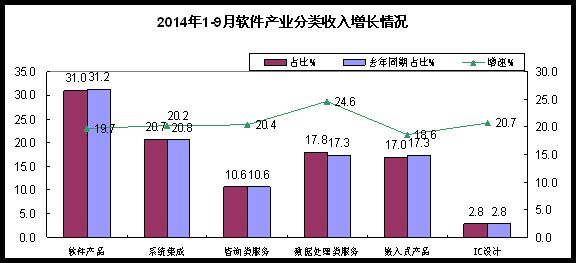 2014年1-9月软件产业分类收入增长情况
占比% 去年同期占比% 增速%
35.0 30.0 25.0 20.0 15.0 10.0 5.0 0.0
31.0 31.2 20.7 20.8 10.6 10.6 17.8 17.3 17.0 17.3 2.8 2.8
19.7 20.2 20.4 24.6 18.6 20.7
30.0 25.0 20.0 15.0 10.0 5.0 0.0
软件产品 系统集成 咨询类服务 数据处理类服务 嵌入式产品 IC设计